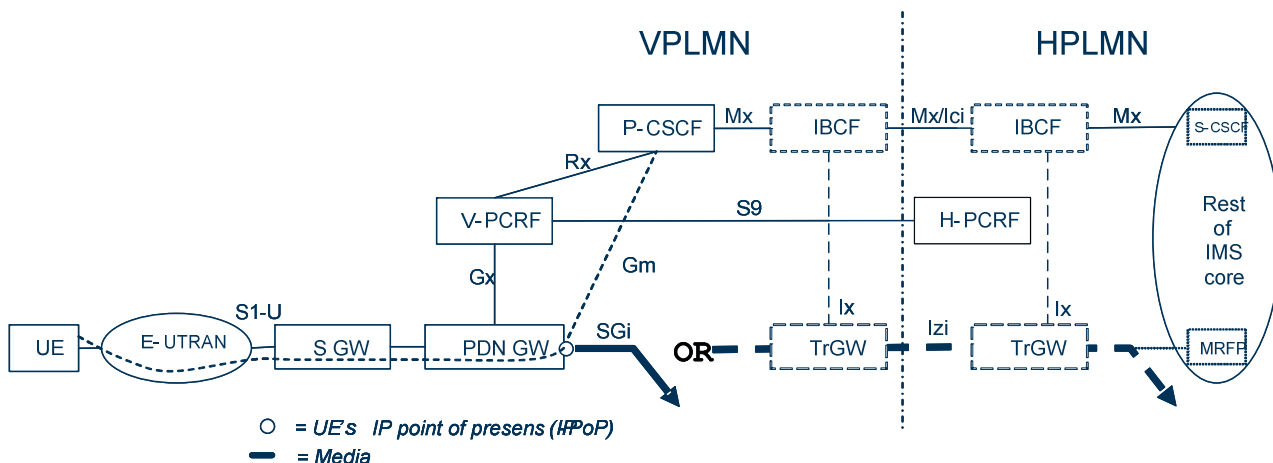 VPLMN
HPLMN
P-CSCF
Mx
IBCF
Mx/Ici
IBCF
Mx
S-CSCF
Rx
V-PCRF
S9
H-PCRF
Rest
of
IMS
core
Gx
Gm
S1-U
Ix
Ix
UE
E-UTRAN
S GW
PDN GW
SGi
OR
TrGW
Izi
TrGW
MRFP
= UE's IP point of presens (IP-PoP)
= Media